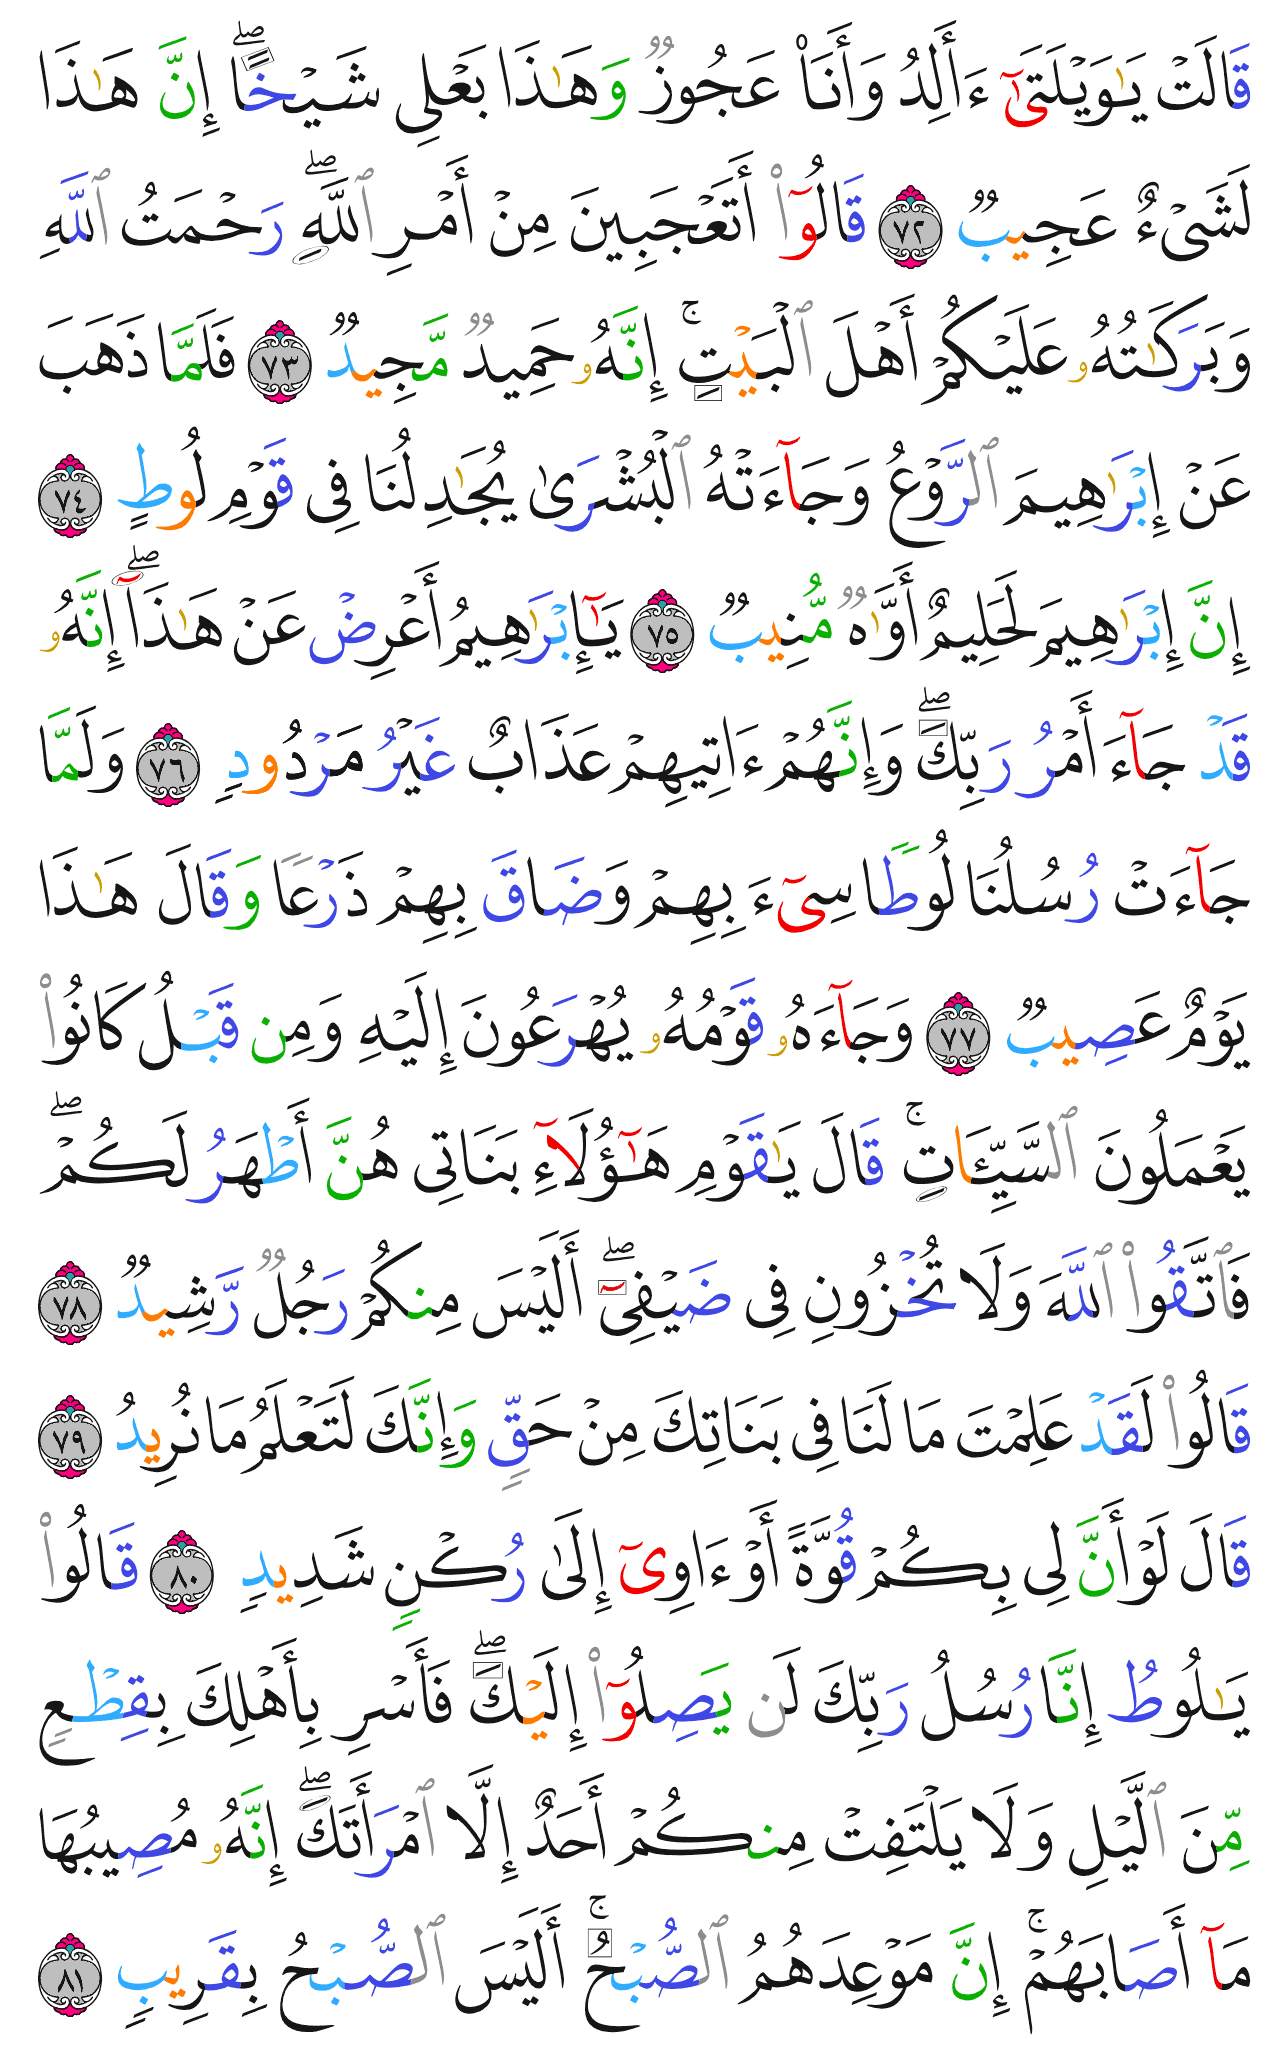 قَالَتْ يَـٰوَيْلَتَىٰٓ ءَأَلِدُ وَأَنَا۠ عَجُوزٌ وَهَـٰذَا بَعْلِى شَيْخًا ۖ إِنَّ هَـٰذَا
لَشَىْءٌ عَجِيبٌ ٧٢ قَالُوٓا۟ أَتَعْجَبِينَ مِنْ أَمْرِ ٱللَّهِ ۖ رَحْمَتُ ٱللَّهِ
وَبَرَكَـٰتُهُۥ عَلَيْكُمْ أَهْلَ ٱلْبَيْتِ ۚ إِنَّهُۥ حَمِيدٌ مَّجِيدٌ ٧٣ فَلَمَّا ذَهَبَ
عَنْ إِبْرَٰهِيمَ ٱلرَّوْعُ وَجَآءَتْهُ ٱلْبُشْرَىٰ يُجَـٰدِلُنَا فِى قَوْمِ لُوطٍ ٧٤
إِنَّ إِبْرَٰهِيمَ لَحَلِيمٌ أَوَّٰهٌ مُّنِيبٌ ٧٥ يَـٰٓإِبْرَٰهِيمُ أَعْرِضْ عَنْ هَـٰذَآ ۖ إِنَّهُۥ
قَدْ جَآءَ أَمْرُ رَبِّكَ ۖ وَإِنَّهُمْ ءَاتِيهِمْ عَذَابٌ غَيْرُ مَرْدُودٍ ٧٦ وَلَمَّا
جَآءَتْ رُسُلُنَا لُوطًا سِىٓءَ بِهِمْ وَضَاقَ بِهِمْ ذَرْعًا وَقَالَ هَـٰذَا
يَوْمٌ عَصِيبٌ ٧٧ وَجَآءَهُۥ قَوْمُهُۥ يُهْرَعُونَ إِلَيْهِ وَمِن قَبْلُ كَانُوا۟
يَعْمَلُونَ ٱلسَّيِّـَٔاتِ ۚ قَالَ يَـٰقَوْمِ هَـٰٓؤُلَآءِ بَنَاتِى هُنَّ أَطْهَرُ لَكُمْ ۖ
فَٱتَّقُوا۟ ٱللَّهَ وَلَا تُخْزُونِ فِى ضَيْفِىٓ ۖ أَلَيْسَ مِنكُمْ رَجُلٌ رَّشِيدٌ ٧٨
قَالُوا۟ لَقَدْ عَلِمْتَ مَا لَنَا فِى بَنَاتِكَ مِنْ حَقٍّ وَإِنَّكَ لَتَعْلَمُ مَا نُرِيدُ ٧٩
قَالَ لَوْ أَنَّ لِى بِكُمْ قُوَّةً أَوْ ءَاوِىٓ إِلَىٰ رُكْنٍ شَدِيدٍ ٨٠ قَالُوا۟
يَـٰلُوطُ إِنَّا رُسُلُ رَبِّكَ لَن يَصِلُوٓا۟ إِلَيْكَ ۖ فَأَسْرِ بِأَهْلِكَ بِقِطْعٍ
مِّنَ ٱلَّيْلِ وَلَا يَلْتَفِتْ مِنكُمْ أَحَدٌ إِلَّا ٱمْرَأَتَكَ ۖ إِنَّهُۥ مُصِيبُهَا
مَآ أَصَابَهُمْ ۚ إِنَّ مَوْعِدَهُمُ ٱلصُّبْحُ ۚ أَلَيْسَ ٱلصُّبْحُ بِقَرِيبٍ ٨١